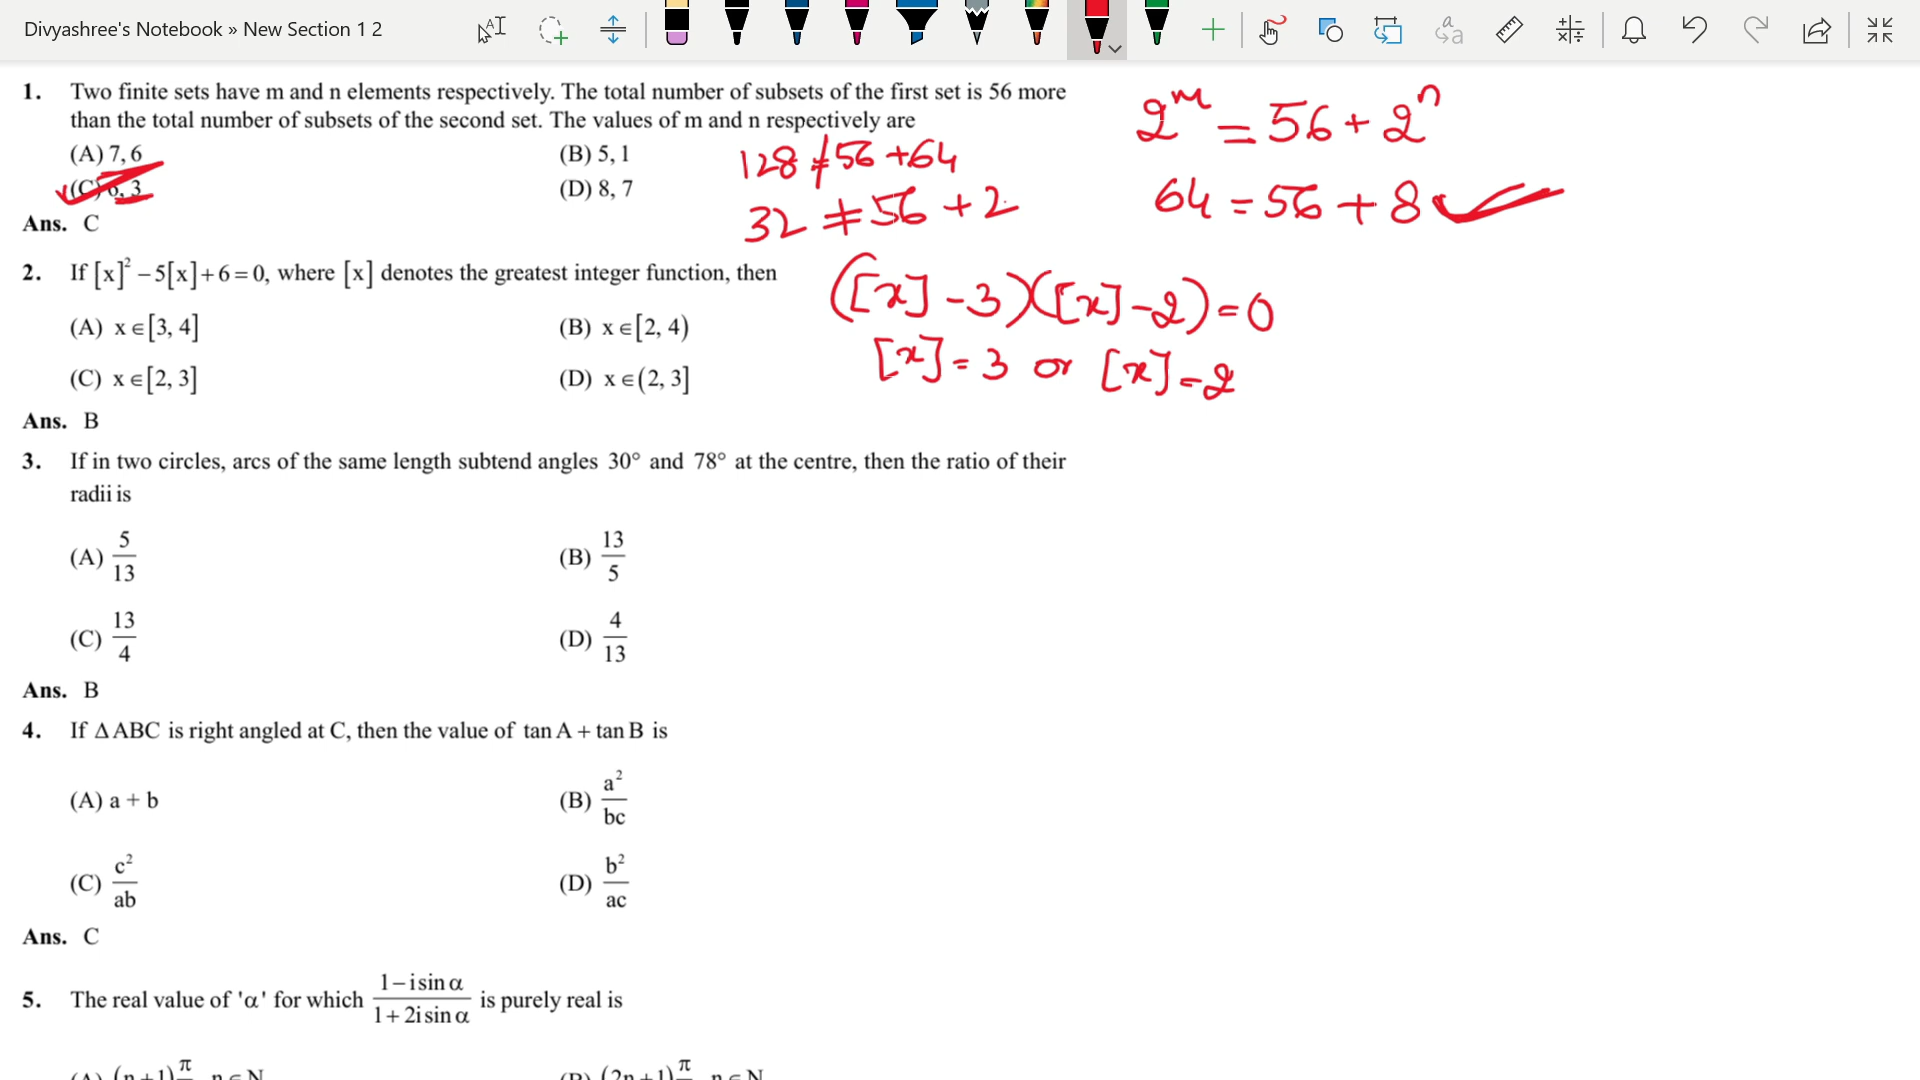 Divyashree's Notebook » New Section 1 2
1. Two finite sets have m and n elements respectively. The total number of subsets of the first set is 56 more
than the total number of subsets of the second set. The values of m and n respectively are
(A) 7, 6 (B) 5, 1
(C) 6, 3 (D) 8, 7
Ans. C
2^m = 56 + 2^n
128 ≠ 56 + 64
64 = 56 + 8
32 ≠ 56 + 2
2. If [x]² – 5[x] + 6 = 0, where [x] denotes the greatest integer function, then
(A) x ∈ [3, 4] (B) x ∈ [2, 4)
(C) x ∈ [2, 3] (D) x ∈ (2, 3]
Ans. B
([x] - 3)([x] - 2) = 0
[x] = 3 or [x] = 2
3. If in two circles, arcs of the same length subtend angles 30° and 78° at the centre, then the ratio of their
radii is
(A) 5/13 (B) 13/5
(C) 13/4 (D) 4/13
Ans. B
4. If Δ ABC is right angled at C, then the value of tan A + tan B is
(A) a + b (B) a²/bc
(C) c²/ab (D) b²/ac
Ans. C
5. The real value of 'α' for which (1 – i sin α)/(1 + 2i sin α) is purely real is